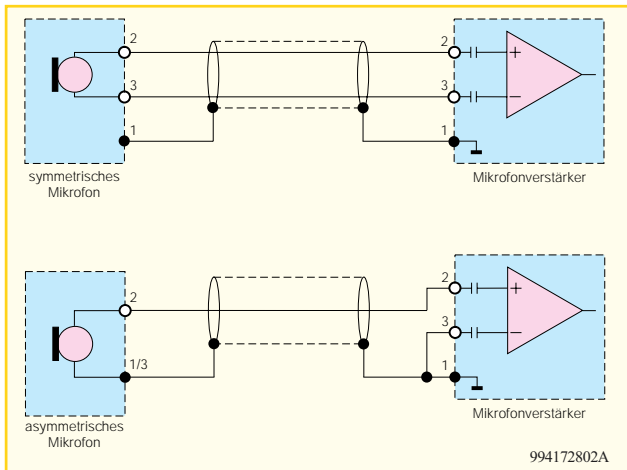 2
2
+
3
3
−
1
1
symmetrisches
Mikrofon
Mikrofonverstärker
2
2
+
3
−
1/3
1
asymmetrisches
Mikrofon
Mikrofonverstärker
994172802A